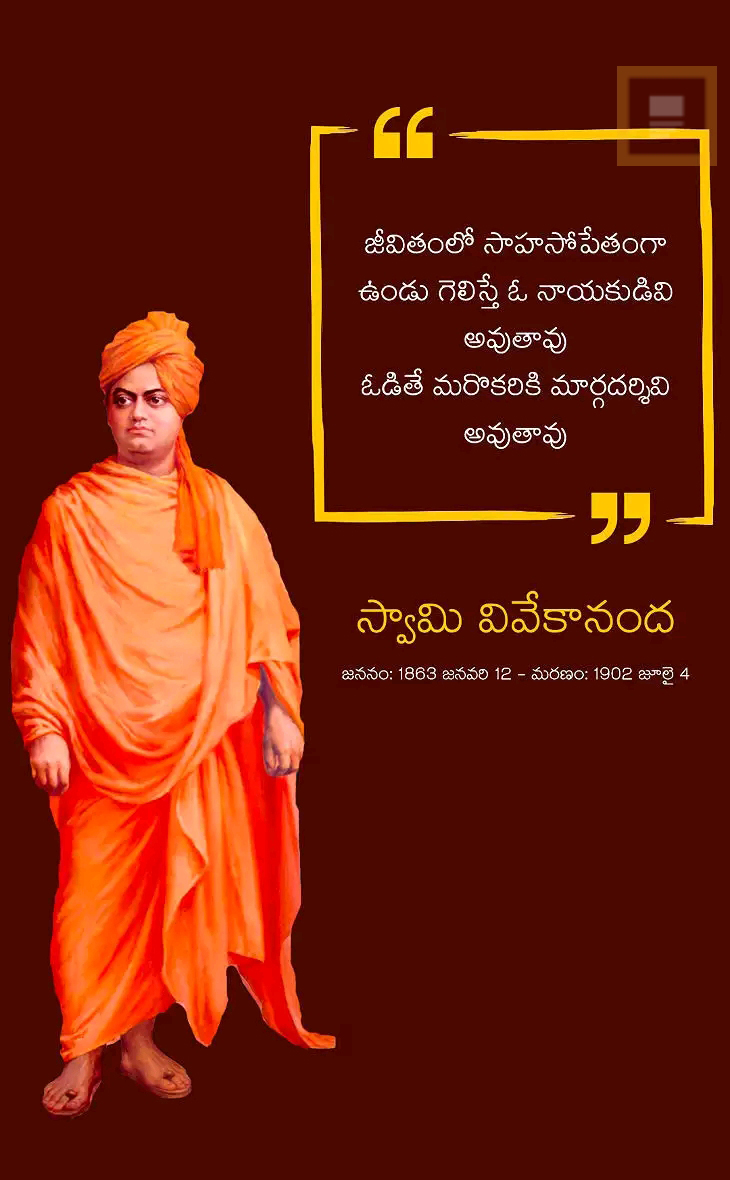 జీవితంలో సాహసోపేతంగా
ఉండు గెలిస్తే ఓ నాయకుడివి
అవుతావు
ఓడితే మరొకరికి మార్గదర్శివి
అవుతావు
స్వామి వివేకానంద
జననం: 1863 జనవరి 12 - మరణం: 1902 జూలై 4